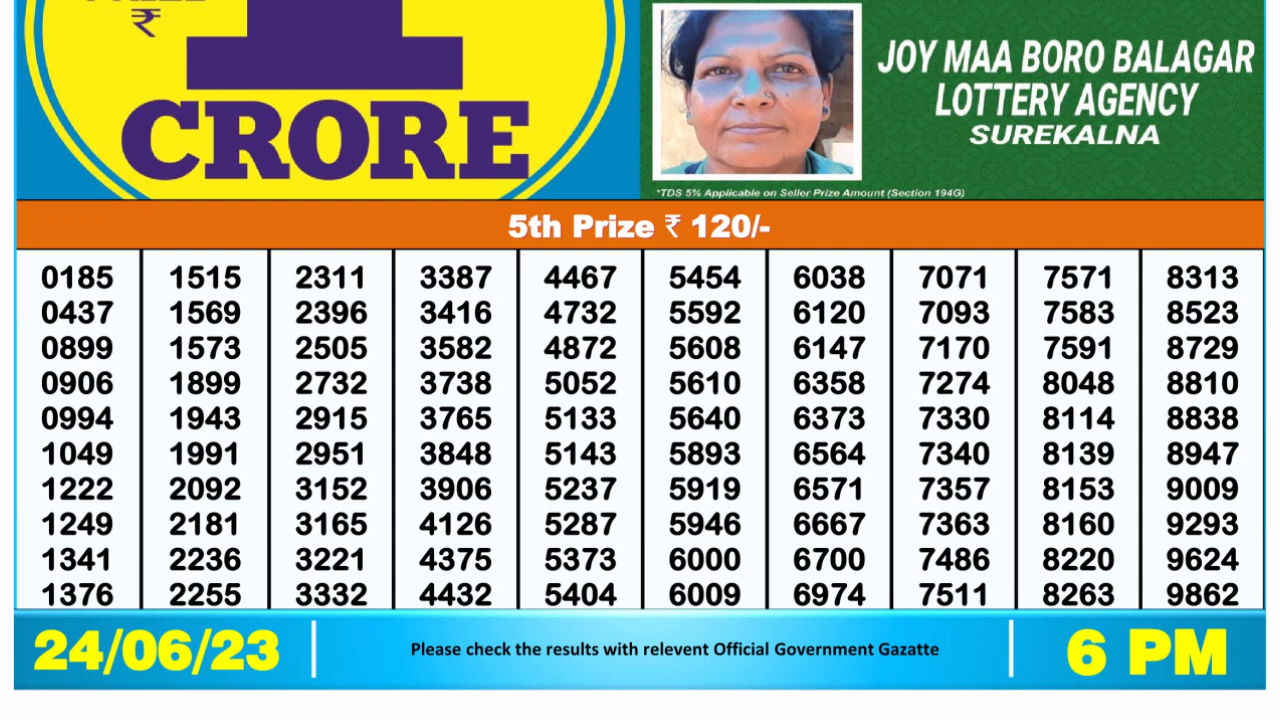 ₹
1
CRORE
JOY MAA BORO BALAGAR
LOTTERY AGENCY
SUREKALNA
*TDS 5% Applicable on Seller Prize Amount (Section 194G)
5th Prize ₹ 120/-
0185 1515 2311 3387 4467 5454 6038 7071 7571 8313
0437 1569 2396 3416 4732 5592 6120 7093 7583 8523
0899 1573 2505 3582 4872 5608 6147 7170 7591 8729
0906 1899 2732 3738 5052 5610 6358 7274 8048 8810
0994 1943 2915 3765 5133 5640 6373 7330 8114 8838
1049 1991 2951 3848 5143 5893 6564 7340 8139 8947
1222 2092 3152 3906 5237 5919 6571 7357 8153 9009
1249 2181 3165 4126 5287 5946 6667 7363 8160 9293
1341 2236 3221 4375 5373 6000 6700 7486 8220 9624
1376 2255 3332 4432 5404 6009 6974 7511 8263 9862
24/06/23 Please check the results with relevent Official Government Gazatte 6 PM